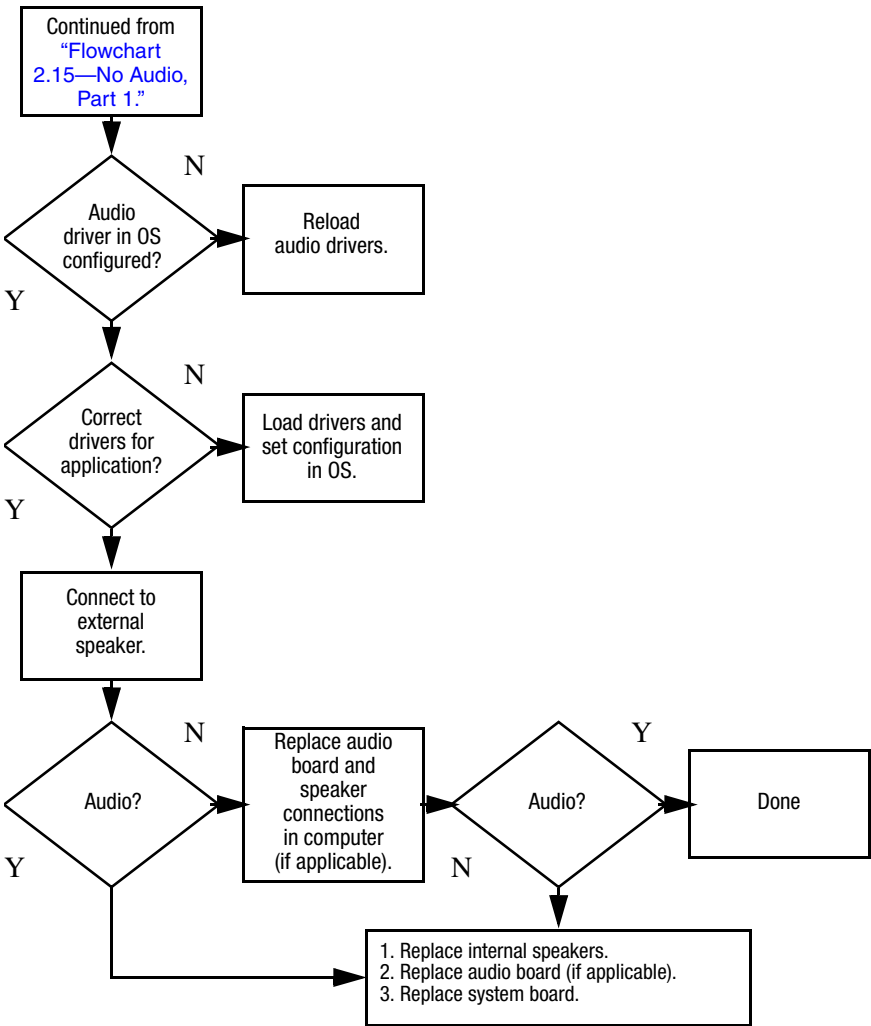 Continued from
“Flowchart
2.15—No Audio,
Part 1.”
N
Audio
driver in OS
configured?
Reload
audio drivers.
Y
N
Correct
drivers for
application?
Load drivers and
set configuration
in OS.
Y
Connect to
external
speaker.
N
Audio?
Replace audio
board and
speaker
connections
in computer
(if applicable).
Y
Audio?
Y
Done
N
1. Replace internal speakers.
2. Replace audio board (if applicable).
3. Replace system board.